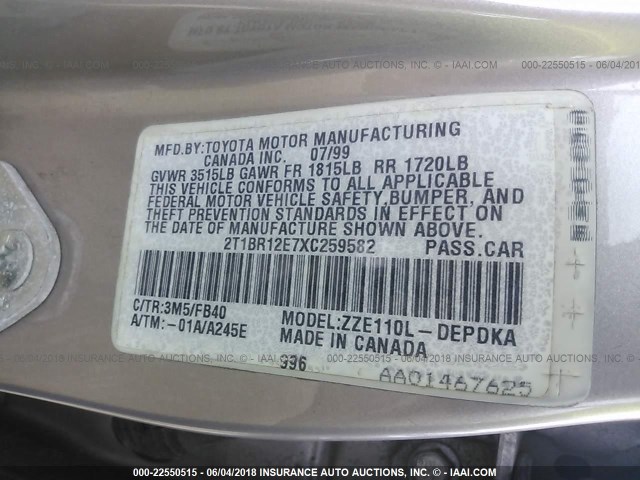 MFD.BY:TOYOTA MOTOR MANUFACTURING
CANADA INC. 07/99
GVWR 3515LB GAWR FR 1815LB RR 1720LB
THIS VEHICLE CONFORMS TO ALL APPLICABLE
FEDERAL MOTOR VEHICLE SAFETY,BUMPER, AND
THEFT PREVENTION STANDARDS IN EFFECT ON
THE DATE OF MANUFACTURE SHOWN ABOVE.
2T1BR12E7XC259582 PASS.CAR
C/TR:3M5/FB40 MODEL:ZZE110L-DEPDKA
A/TM:-01A/A245E MADE IN CANADA
996
AA01467625
000-22550515 - 06/04/2018 INSURANCE AUTO AUCTIONS, INC. - IAAI.COM